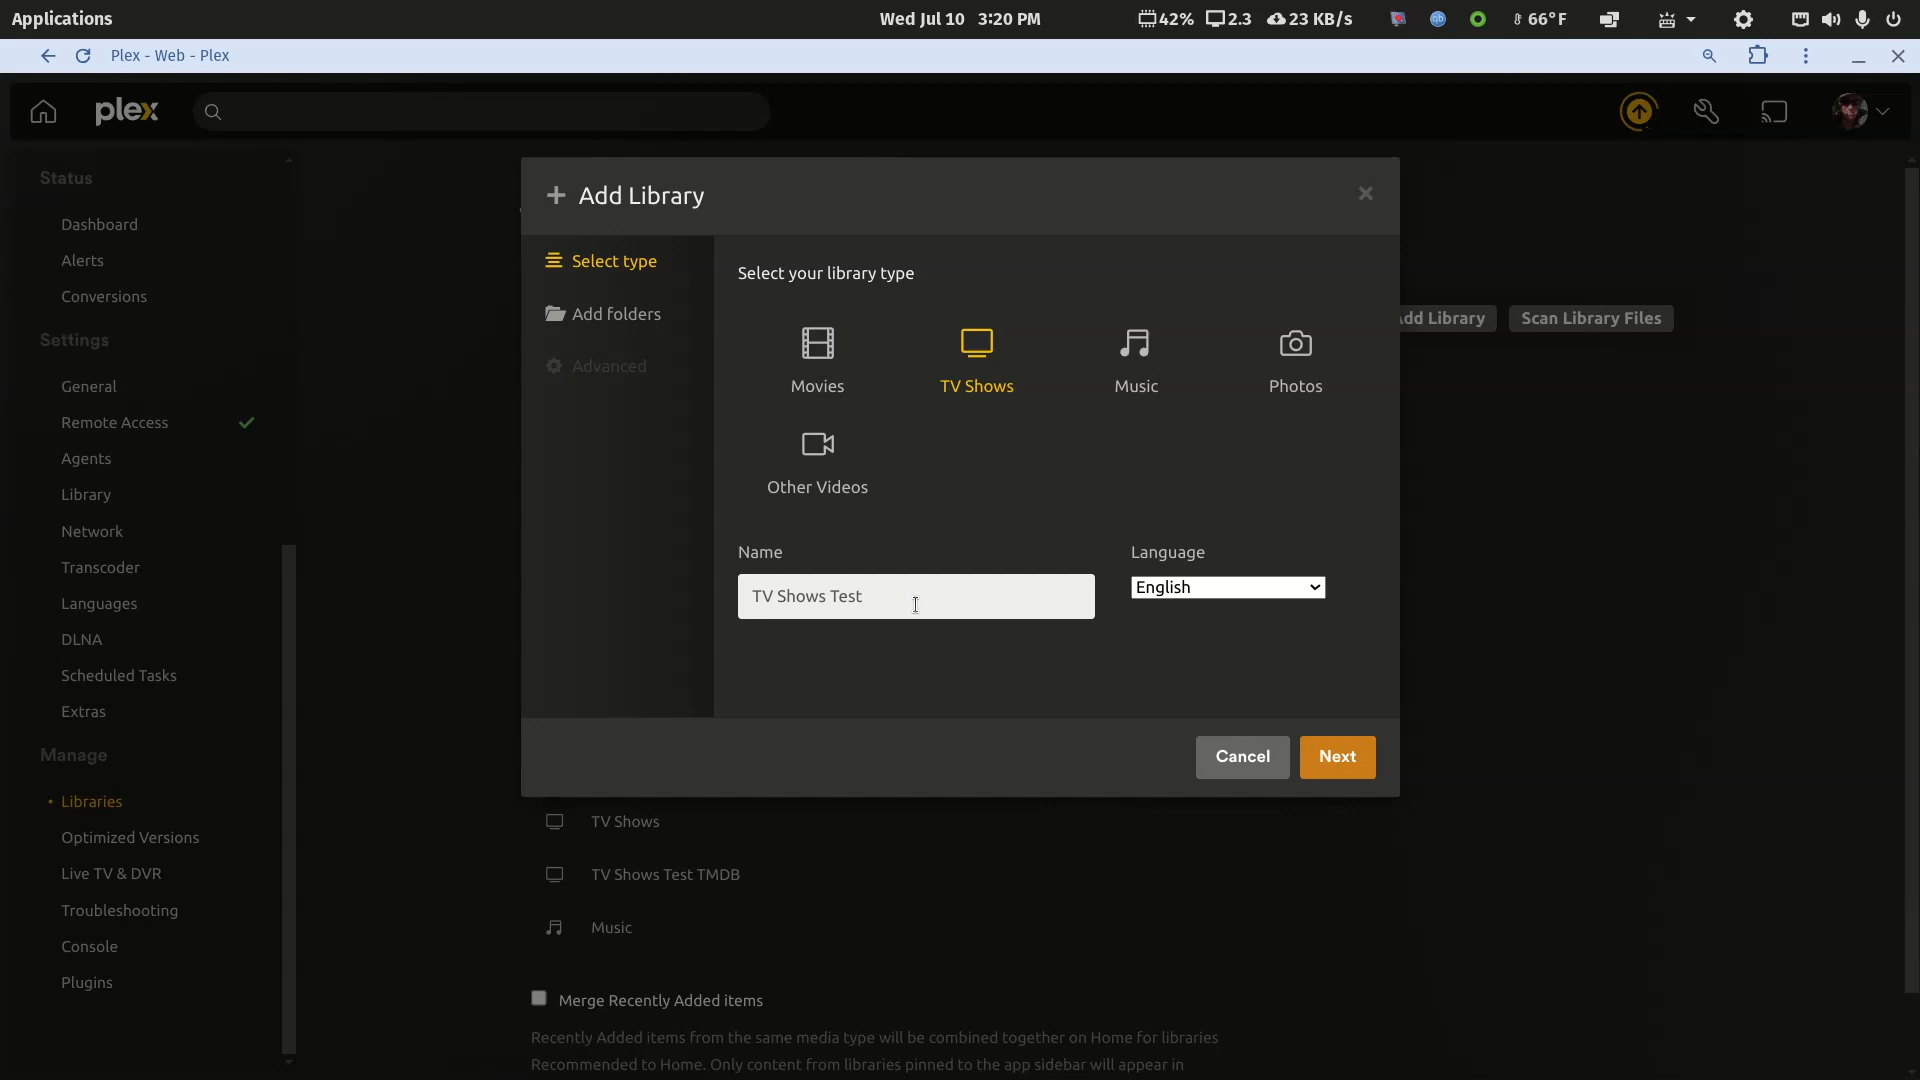 Applications
Wed Jul 10 3:20 PM
42% 2.3 23 KB/s 66°F
Plex - Web - Plex
plex
Status
Dashboard
Alerts
Conversions
Settings
General
Remote Access
Agents
Library
Network
Transcoder
Languages
DLNA
Scheduled Tasks
Extras
Manage
Libraries
Optimized Versions
Live TV & DVR
Troubleshooting
Console
Plugins
Add Library
Select type
Add folders
Advanced
Select your library type
Movies
TV Shows
Music
Photos
Other Videos
Name
Language
TV Shows Test
English
Cancel
Next
dd Library
Scan Library Files
TV Shows
TV Shows Test TMDB
Music
Merge Recently Added items
Recently Added items from the same media type will be combined together on Home for libraries
Recommended to Home. Only content from libraries pinned to the app sidebar will appear in